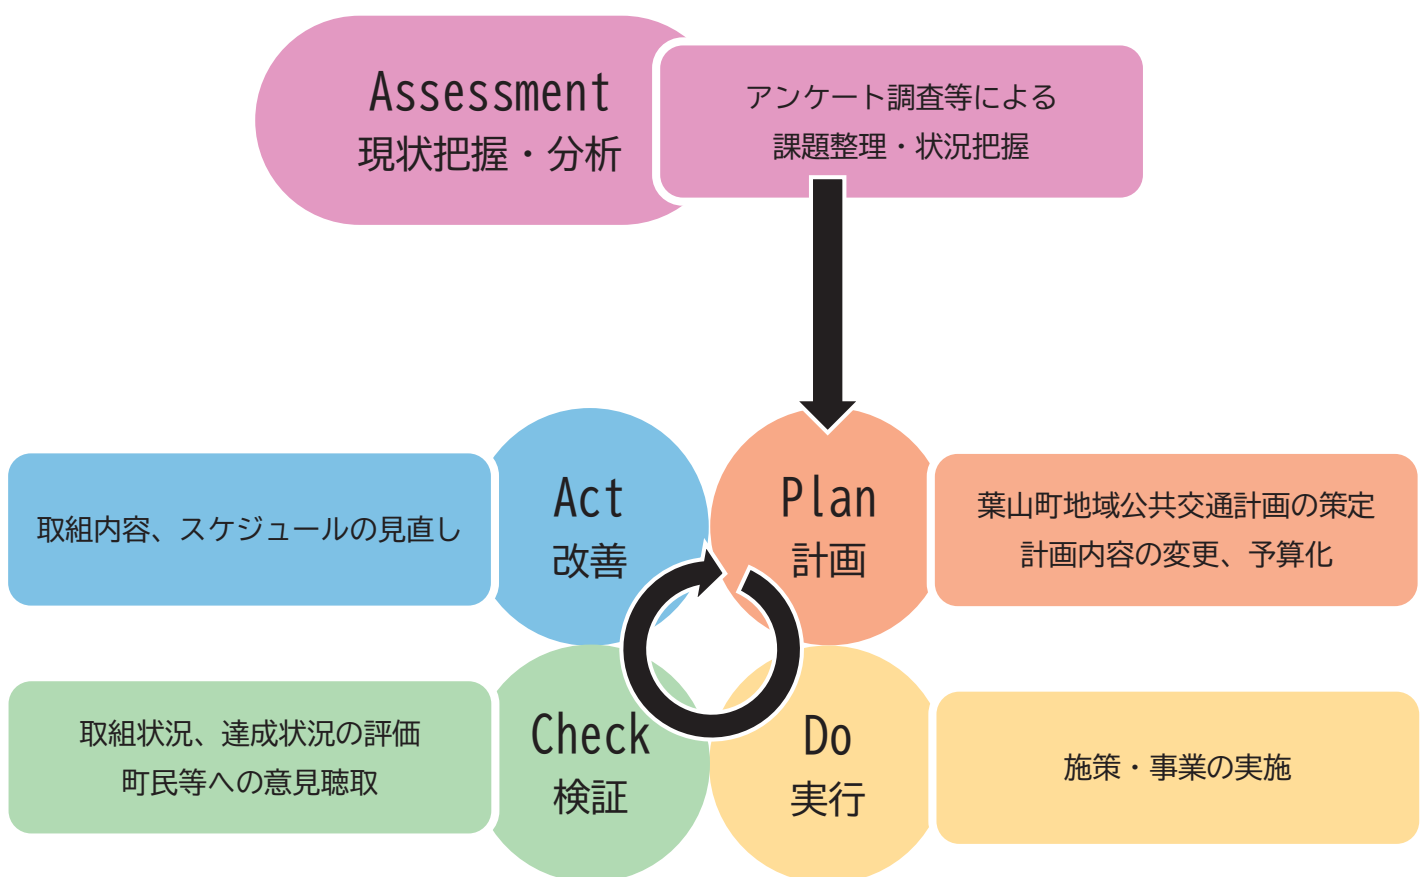 Assessment
現状把握・分析
アンケート調査等による
課題整理・状況把握
Act
改善
取組内容、スケジュールの見直し
Plan
計画
葉山町地域公共交通計画の策定
計画内容の変更、予算化
Check
検証
取組状況、達成状況の評価
町民等への意見聴取
Do
実行
施策・事業の実施